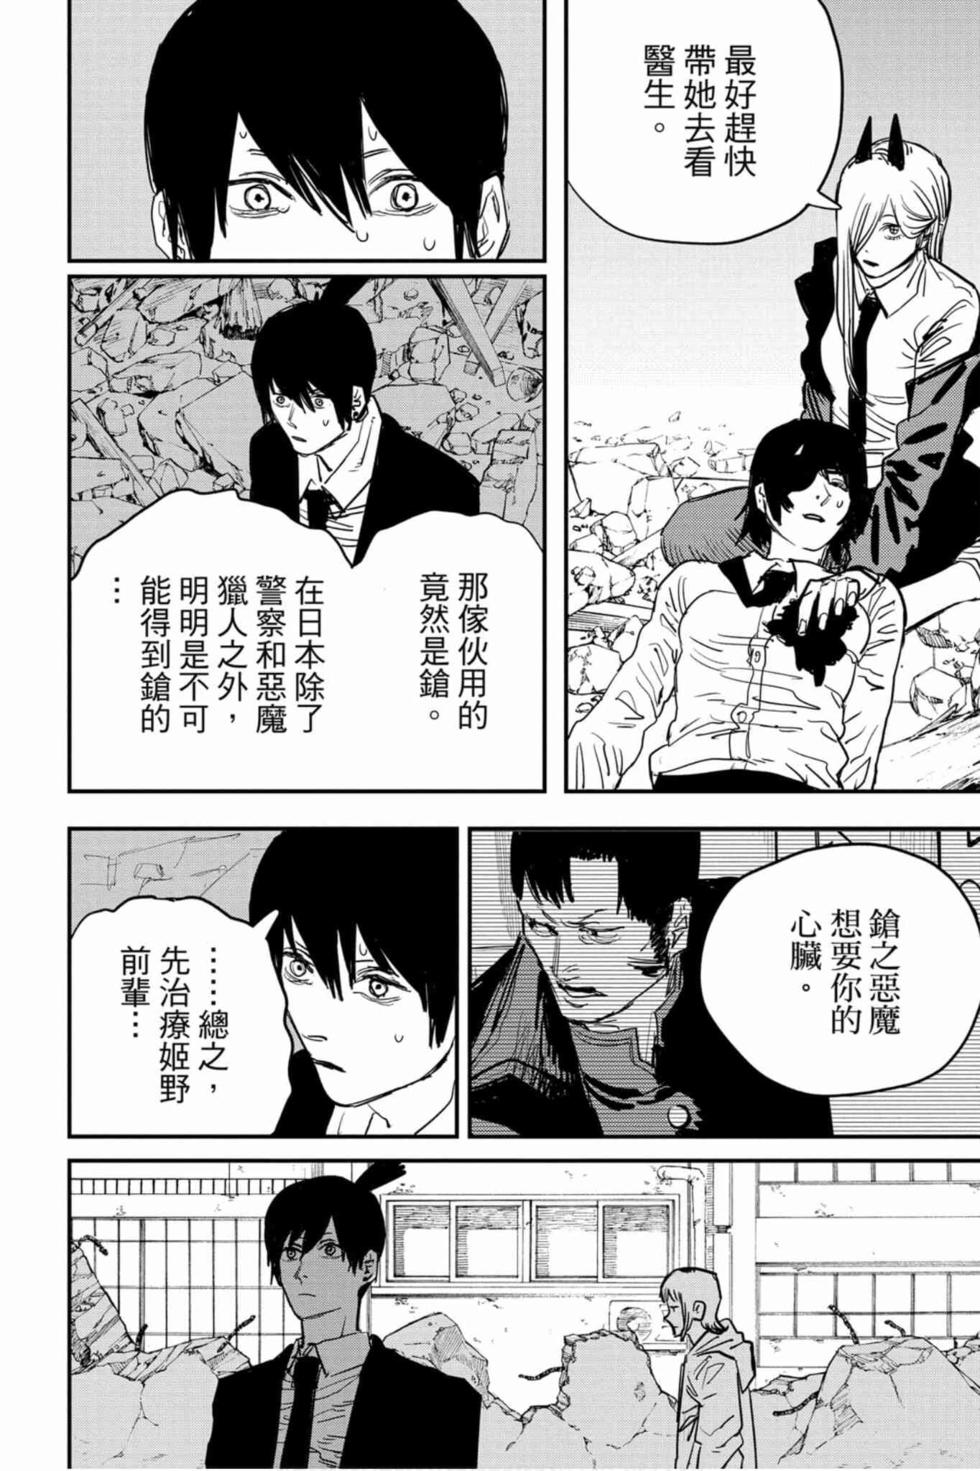 最好趕快
帶她去看
醫生。
那傢伙用的
竟然是鎗。
在日本除了
警察和惡魔
獵人之外，
明明是不可
能得到鎗的
…
鎗之惡魔
想要你的
心臟。
……總之，
先治療姬野
前輩…